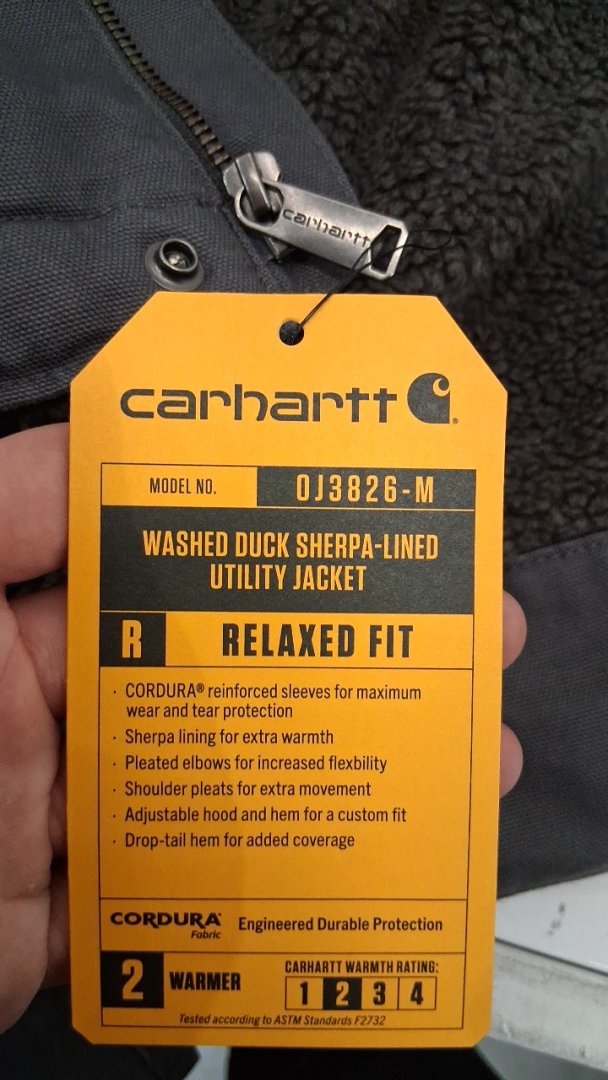 carhartt
carhartt
MODEL NO. OJ3826-M
WASHED DUCK SHERPA-LINED
UTILITY JACKET
R RELAXED FIT
· CORDURA® reinforced sleeves for maximum
wear and tear protection
· Sherpa lining for extra warmth
· Pleated elbows for increased flexbility
· Shoulder pleats for extra movement
· Adjustable hood and hem for a custom fit
· Drop-tail hem for added coverage
CORDURA® Fabric Engineered Durable Protection
2 WARMER
CARHARTT WARMTH RATING:
1 2 3 4
Tested according to ASTM Standards F2732